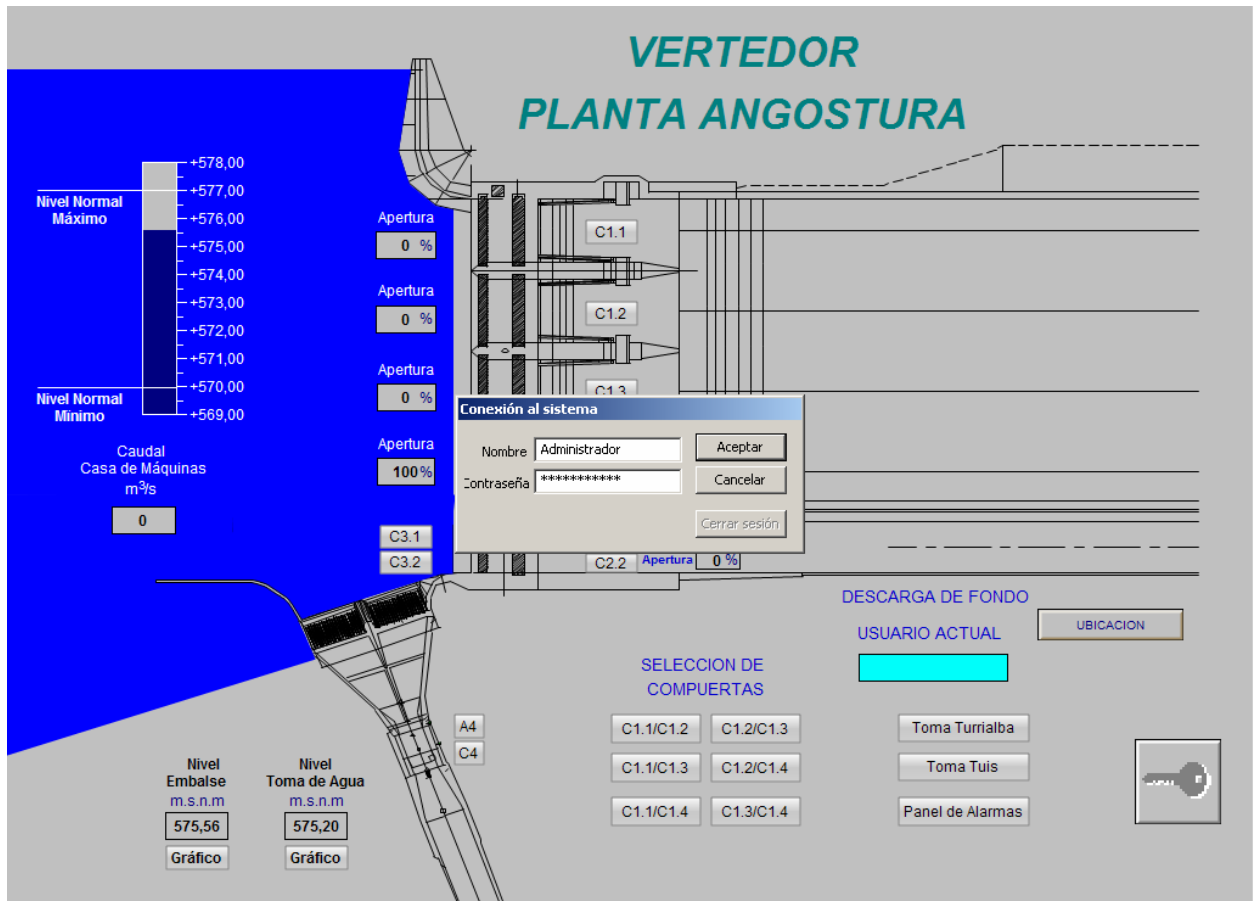 VERTEDOR
PLANTA ANGOSTURA
+578,00
+577,00
Nivel Normal
Máximo
+576,00
+575,00
+574,00
+573,00
+572,00
+571,00
+570,00
Nivel Normal
Mínimo
+569,00
Caudal
Casa de Máquinas
m³/s
0
Apertura
0 %
C1.1
Apertura
0 %
C1.2
Apertura
0 %
C1.3
Apertura
100%
Conexión al sistema
Nombre
Administrador
Aceptar
Contraseña
***********
Cancelar
Cerrar sesión
C3.1
C3.2
C2.2
Apertura
0 %
DESCARGA DE FONDO
USUARIO ACTUAL
UBICACION
SELECCION DE
COMPUERTAS
A4
C4
C1.1/C1.2
C1.2/C1.3
Toma Turrialba
C1.1/C1.3
C1.2/C1.4
Toma Tuis
C1.1/C1.4
C1.3/C1.4
Panel de Alarmas
Nivel
Embalse
m.s.n.m
575,56
Gráfico
Nivel
Toma de Agua
m.s.n.m
575,20
Gráfico